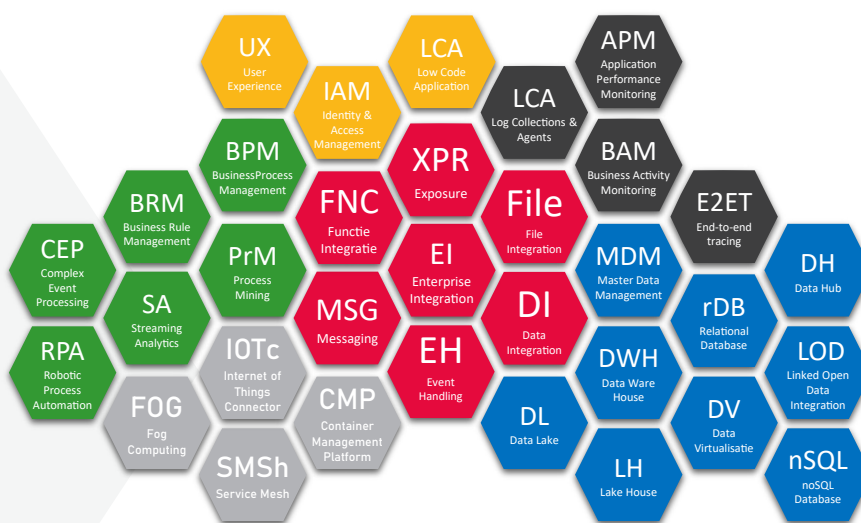 UX
User
Experience
LCA
Low Code
Application
APM
Application
Performance
Monitoring
IAM
Identity &
Access
Management
LCA
Log Collections &
Agents
BPM
BusinessProcess
Management
XPR
Exposure
BAM
Business Activity
Monitoring
BRM
Business Rule
Management
FNC
Functie
Integratie
File
File
Integration
E2ET
End-to-end
tracing
CEP
Complex
Event
Processing
PrM
Process
Mining
EI
Enterprise
Integration
MDM
Master Data
Management
DH
Data Hub
SA
Streaming
Analytics
MSG
Messaging
DI
Data
Integration
rDB
Relational
Database
RPA
Robotic
Process
Automation
IOTc
Internet of
Things
Connector
EH
Event
Handling
DWH
Data Ware
House
LOD
Linked Open
Data
Integration
FOG
Fog
Computing
CMP
Container
Management
Platform
DL
Data Lake
DV
Data
Virtualisatie
SMSh
Service Mesh
LH
Lake House
nSQL
noSQL
Database